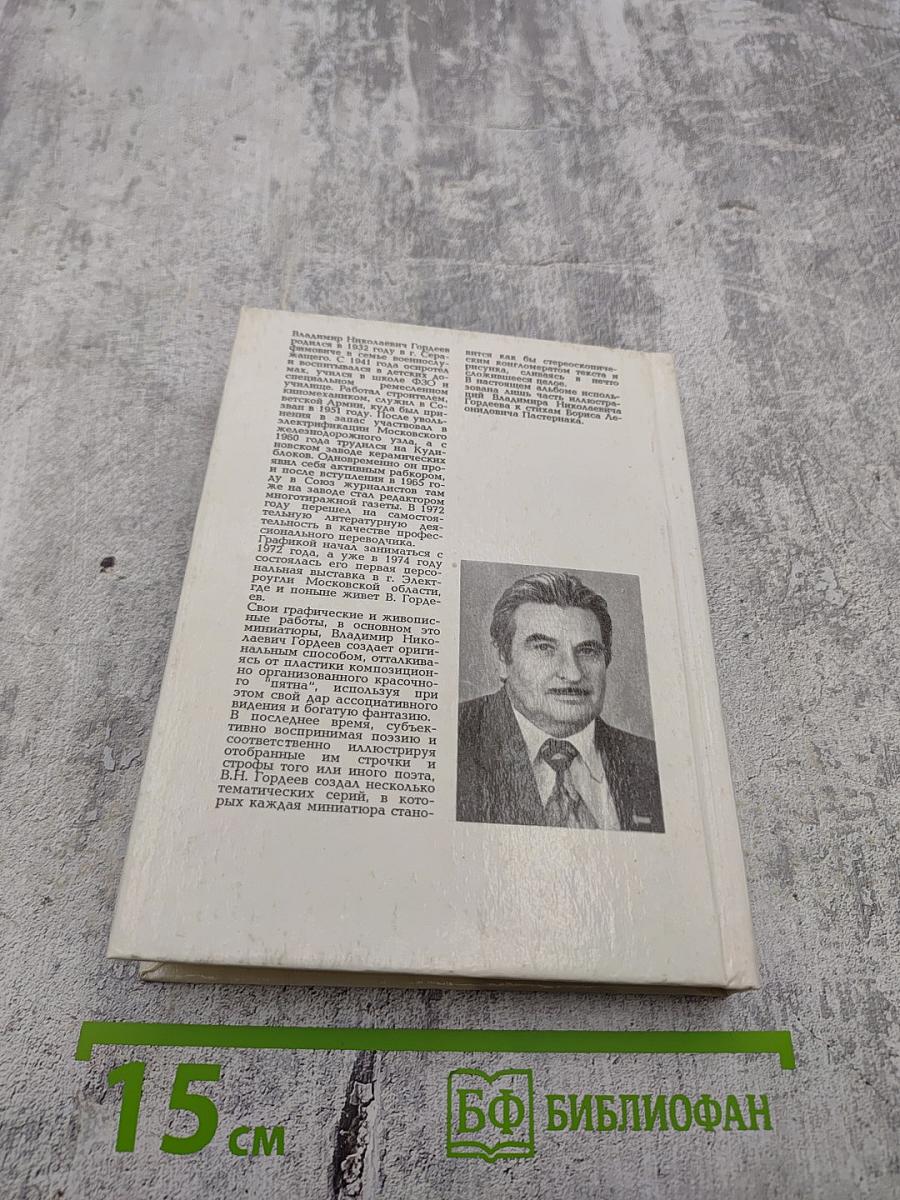 Владимир Николаевич Гордеев
родился в 1932 году в г. Сера-
фимовиче в семье военнослу-
жащего. С 1941 года осиротел
и воспитывался в детских до-
мах, учился в школе ФЗО и
специальном ремесленном
училище. Работал строителем,
киномехаником, служил в Со-
ветской Армии, куда был при-
зван в 1951 году. После уволь-
нения в запас участвовал в
электрификации Московского
железнодорожного узла, а с
1960 года трудился на Куди-
новском заводе керамических
блоков. Одновременно он про-
явил себя активным рабкором,
и после вступления в 1965 го-
ду в Союз журналистов там
же на заводе стал редактором
многотиражной газеты. В 1972
году перешел на самостоя-
тельную литературную дея-
тельность в качестве профес-
сионального переводчика.
Графикой начал заниматься с
1972 года, а уже в 1974 году
состоялась его первая персо-
нальная выставка в г. Элект-
роугли Московской области,
где и поныне живет В. Горде-
ев.
Свои графические и живопис-
ные работы, в основном это
миниатюры, Владимир Нико-
лаевич Гордеев создает ориги-
нальным способом, отталкива-
ясь от пластики композицион-
но организованного красочно-
го "пятна", используя при
этом свой дар ассоциативного
видения и богатую фантазию.
В последнее время, субъек-
тивно воспринимая поэзию и
соответственно иллюстрируя
отобранные им строчки и
строфы того или иного поэта,
В.Н. Гордеев создал несколько
тематических серий, в кото-
рых каждая миниатюра стано-
вится как бы стереоскопиче-
ским конгломератом текста и
рисунка, сливаясь в нечто
сложившееся целое.
В настоящем альбоме исполь-
зована лишь часть иллюстра-
ций Владимира Николаевича
Гордеева к стихам Бориса Ле-
онидовича Пастернака.
15 см
БФ БИБЛИОФАН